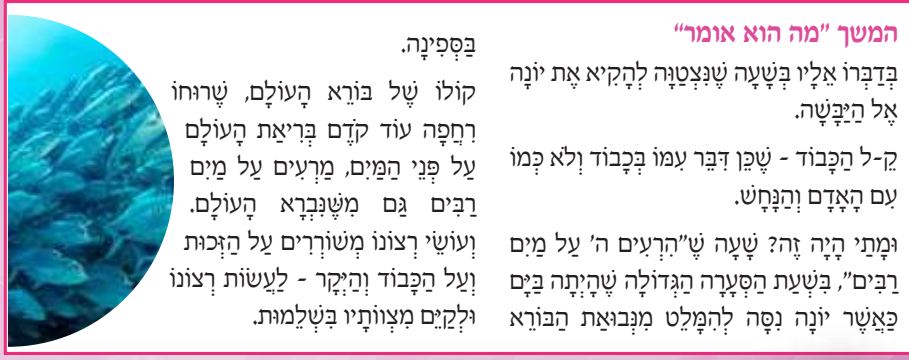 המשך "מה הוא אומר"
בְּדַבְּרוֹ אֵלָיו בְּשָׁעָה שֶׁנִּצְטַוָּה לְהָקִיא אֶת יוֹנָה
אֶל הַיַּבָּשָׁה.
קֵ-ל הַכָּבוֹד - שֶׁכֵּן דִּבֵּר עִמּוֹ בְּכָבוֹד וְלֹא כְּמוֹ
עִם הָאָדָם וְהַנָּחָשׁ.
וּמָתַי הָיָה זֶה? שָׁעָה שֶׁ"הִרְעִים ה' עַל מַיִם
רַבִּים", בִּשְׁעַת הַסְּעָרָה הַגְּדוֹלָה שֶׁהָיְתָה בַּיָּם
כַּאֲשֶׁר יוֹנָה נִסָּה לְהִמָּלֵט מִנְּבוּאַת הַבּוֹרֵא
בַּסְּפִינָה.
קוֹלוֹ שֶׁל בּוֹרֵא הָעוֹלָם, שֶׁרוּחוֹ
רִחֲפָה עוֹד קֹדֶם בְּרִיאַת הָעוֹלָם
עַל פְּנֵי הַמַּיִם, מַרְעִים עַל מַיִם
רַבִּים גַּם מִשֶּׁנִּבְרָא הָעוֹלָם.
וְעוֹשֵׂי רְצוֹנוֹ מְשׁוֹרְרִים עַל הַזְּכוּת
וְעַל הַכָּבוֹד וְהַיְקָר - לַעֲשׂוֹת רְצוֹנוֹ
וּלְקַיֵּם מִצְווֹתָיו בִּשְׁלֵמוּת.